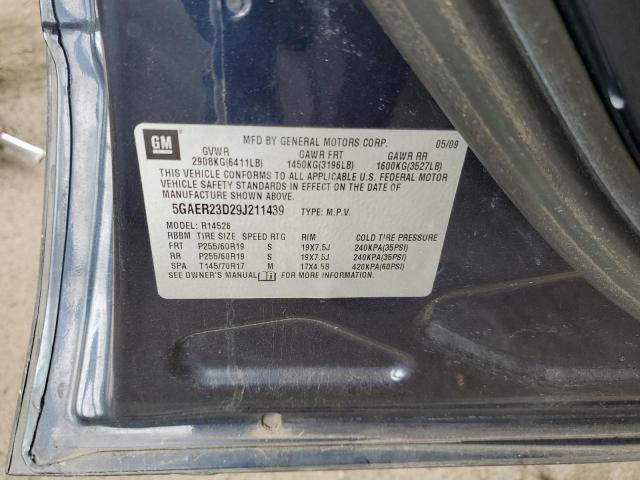 GM
MFD BY GENERAL MOTORS CORP. 05/09
GVWR GAWR FRT GAWR RR
2908KG(6411LB) 1450KG(3196LB) 1600KG(3527LB)
THIS VEHICLE CONFORMS TO ALL APPLICABLE U.S. FEDERAL MOTOR
VEHICLE SAFETY STANDARDS IN EFFECT ON THE DATE OF
MANUFACTURE SHOWN ABOVE.
5GAER23D29J211439 TYPE: M.P.V.
MODEL: R14526
RBBM TIRE SIZE SPEED RTG RIM COLD TIRE PRESSURE
FRT P255/60R19 S 19X7.5J 240KPA(35PSI)
RR P255/60R19 S 19X7.5J 240KPA(35PSI)
SPA T145/70R17 M 17X4.5B 420KPA(60PSI)
SEE OWNER'S MANUAL FOR MORE INFORMATION.